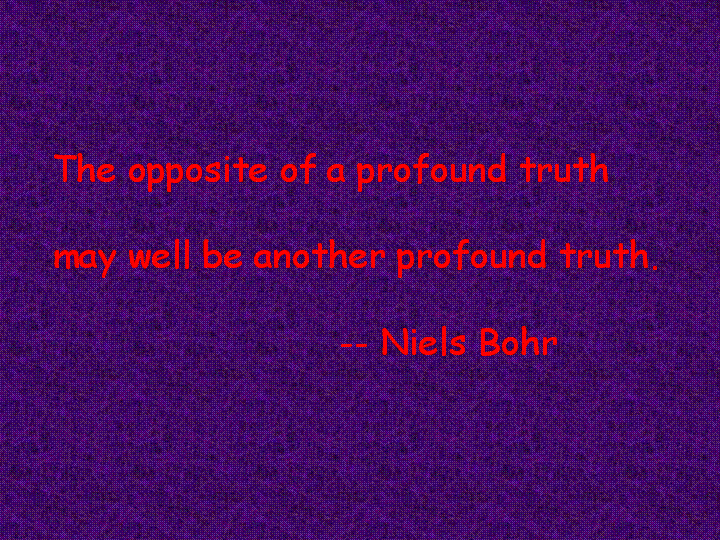 The opposite of a profound truth
may well be another profound truth.
-- Niels Bohr